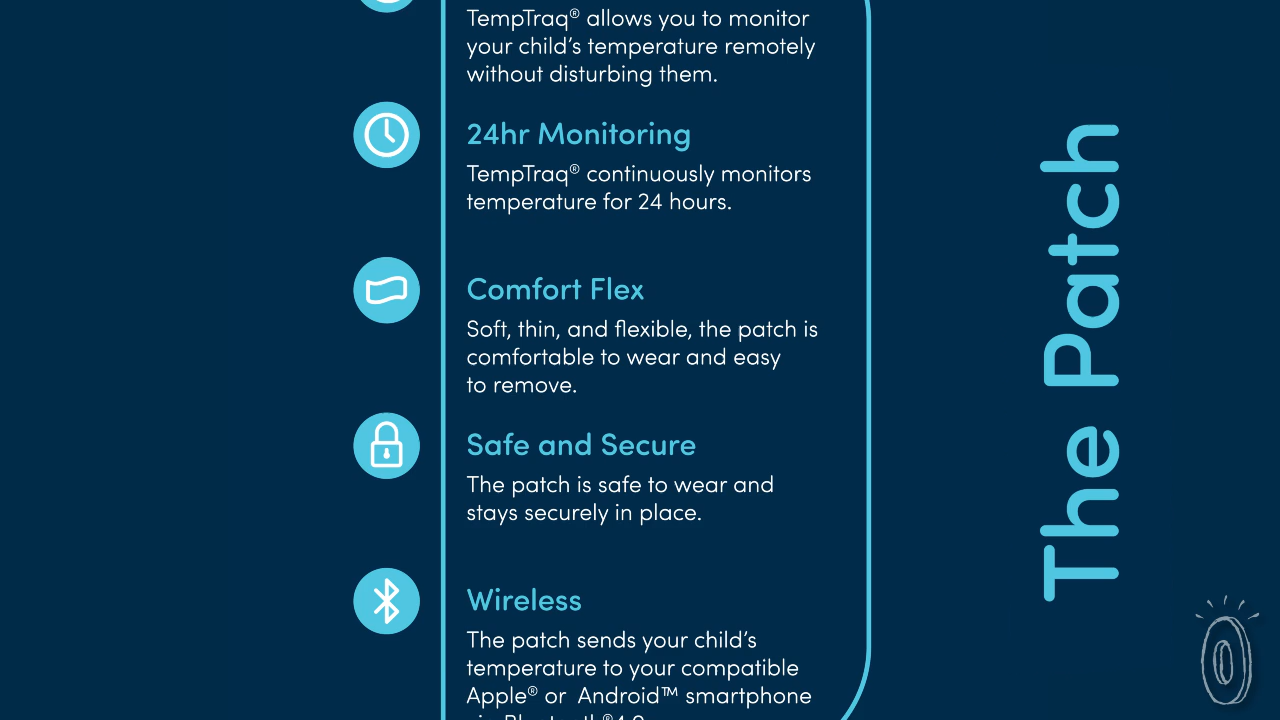 TempTraq® allows you to monitor
your child's temperature remotely
without disturbing them.
24hr Monitoring
TempTraq® continuously monitors
temperature for 24 hours.
Comfort Flex
Soft, thin, and flexible, the patch is
comfortable to wear and easy
to remove.
Safe and Secure
The patch is safe to wear and
stays securely in place.
Wireless
The patch sends your child's
temperature to your compatible
Apple® or Android™ smartphone
The Patch